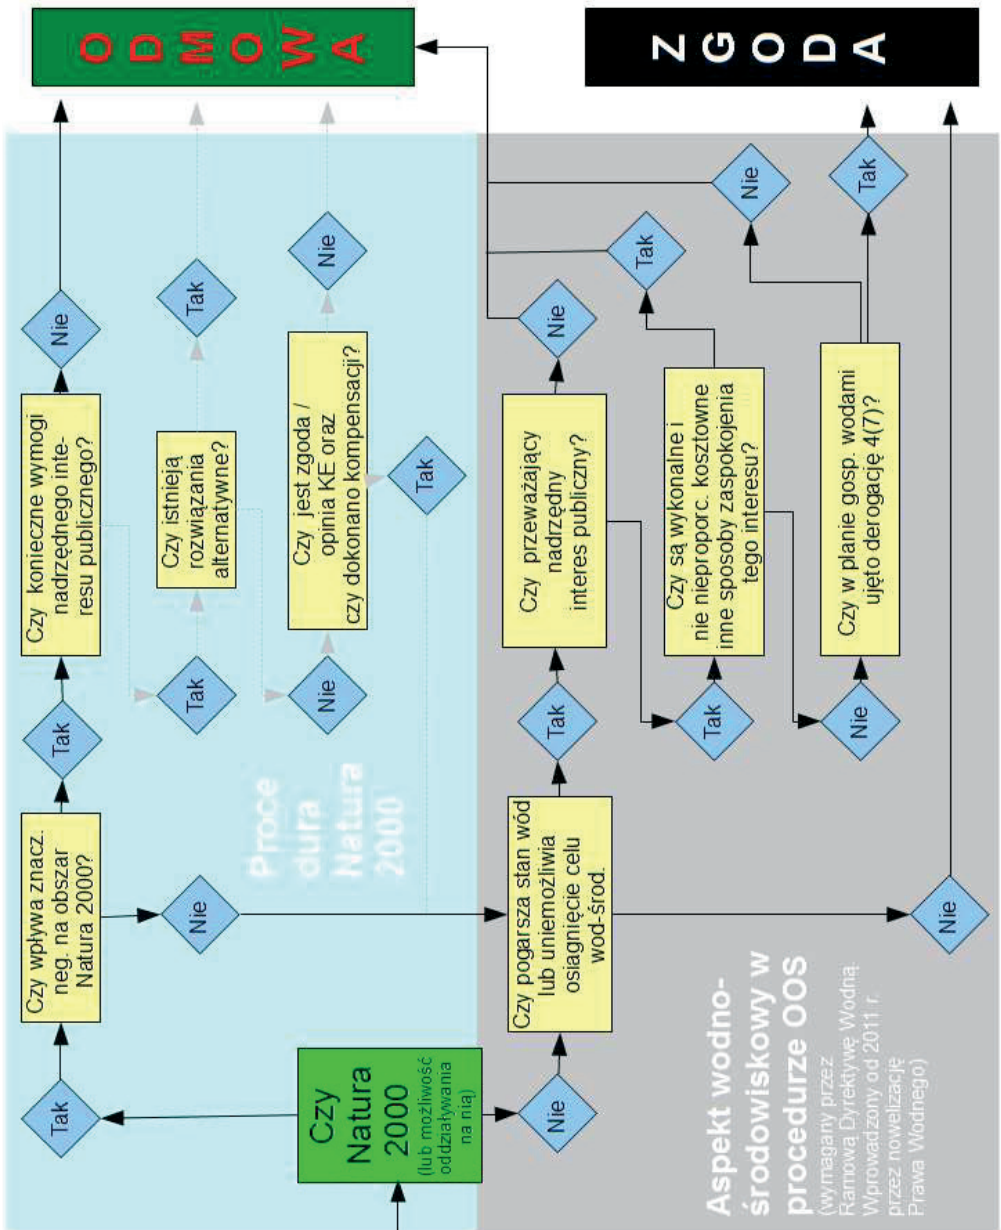 Czy
Natura
2000
(lub możliwość
oddziaływania
na nią)
Tak
Czy wpływa znacz.
neg. na obszar
Natura 2000?
Tak
Czy konieczne wymogi
nadrzędnego inte-
resu publicznego?
Nie
ODMOWA
Nie
Tak
Czy istnieją
rozwiązania
alternatywne?
Tak
Nie
Czy jest zgoda /
opinia KE oraz
czy dokonano kompensacji?
Nie
Tak
Proce
dura
Natura
2000
Nie
Czy pogarsza stan wód
lub uniemożliwia
osiagnięcie celu
wod-środ.
Tak
Czy przeważający
nadrzędny
interes publiczny?
Nie
Tak
Czy są wykonalne i
nie nieproporc. kosztowne
inne sposoby zaspokojenia
tego interesu?
Tak
Nie
Czy w planie gosp. wodami
ujęto derogację 4(7)?
Nie
Tak
ZGODA
Nie
Aspekt wodno-
środowiskowy w
procedurze OOS
(wymagany przez
Ramową Dyrektywę Wodną.
Wprowadzony od 2011 r.
przez nowelizację
Prawa Wodnego)